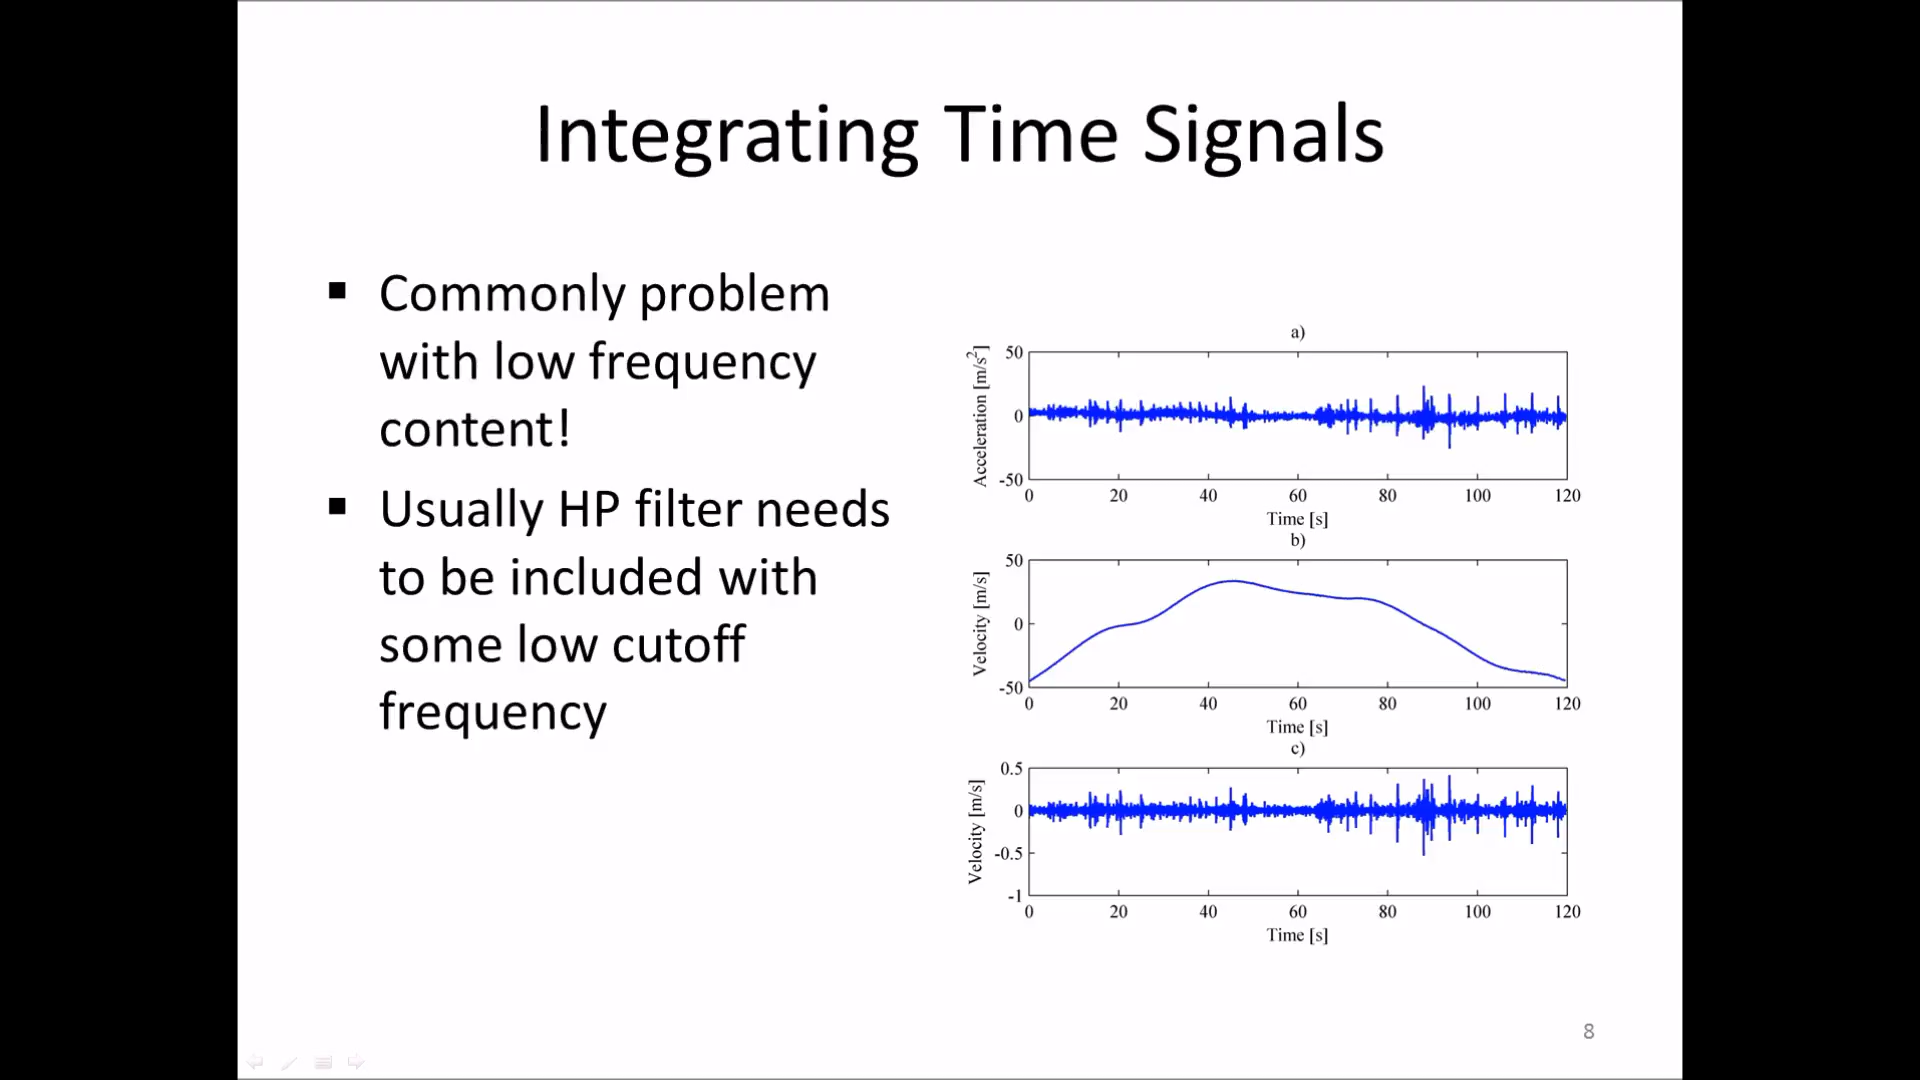 Integrating Time Signals
▪ Commonly problem
with low frequency
content!
▪ Usually HP filter needs
to be included with
some low cutoff
frequency
a)
Acceleration [m/s²]
50
0
-50
0 20 40 60 80 100 120
Time [s]
b)
Velocity [m/s]
50
0
-50
0 20 40 60 80 100 120
Time [s]
c)
Velocity [m/s]
0.5
0
-0.5
-1
0 20 40 60 80 100 120
Time [s]
8